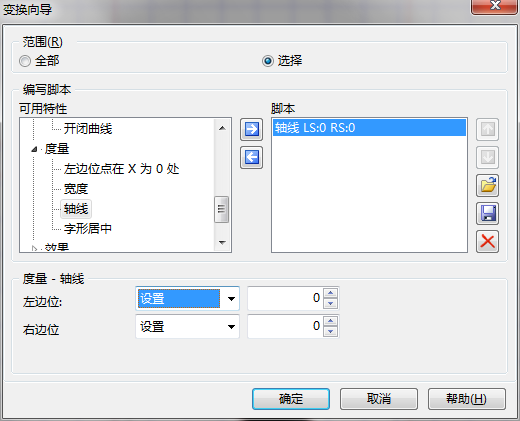 变换向导
范围(R)
全部
选择
编写脚本
可用特性
脚本
开闭曲线
度量
左边位点在 X 为 0 处
宽度
轴线
字形居中
效果
轴线 LS:0 RS:0
度量 - 轴线
左边位: 设置 0
右边位 设置 0
确定 取消 帮助(H)